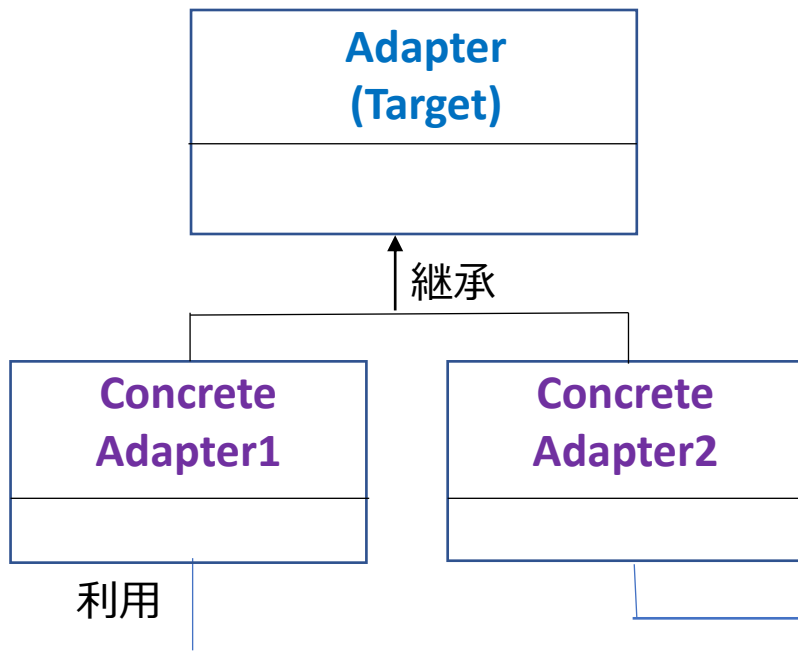 Adapter
(Target)
継承
Concrete
Adapter1
Concrete
Adapter2
利用